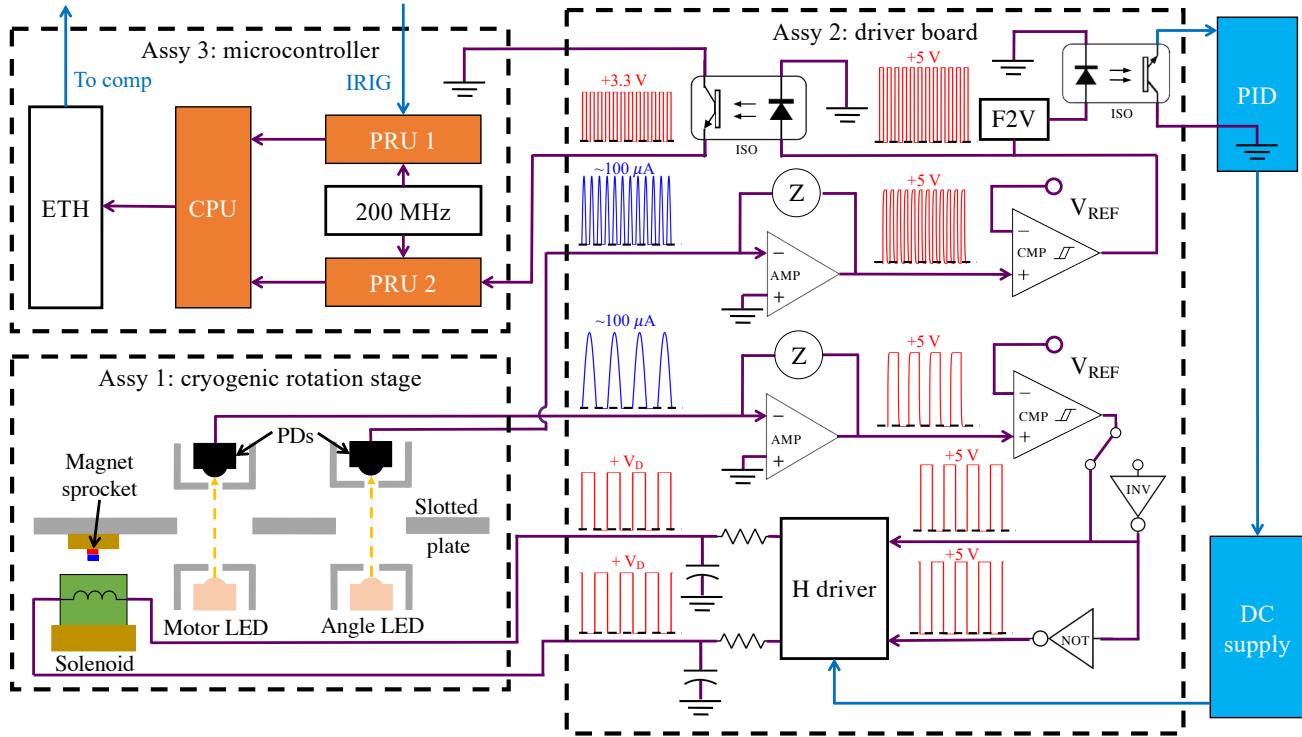 Assy 3: microcontroller
To comp
IRIG
ETH
CPU
PRU 1
200 MHz
PRU 2
Assy 2: driver board
+3.3 V
ISO
+5 V
F2V
ISO
PID
~100 μA
Z
AMP
−
+
+5 V
V_REF
−
CMP
+
~100 μA
Z
AMP
−
+
+5 V
V_REF
−
CMP
+
Assy 1: cryogenic rotation stage
PDs
Magnet
sprocket
Slotted
plate
Motor LED
Angle LED
Solenoid
+ V_D
+ V_D
H driver
+5 V
+5 V
INV
NOT
DC
supply